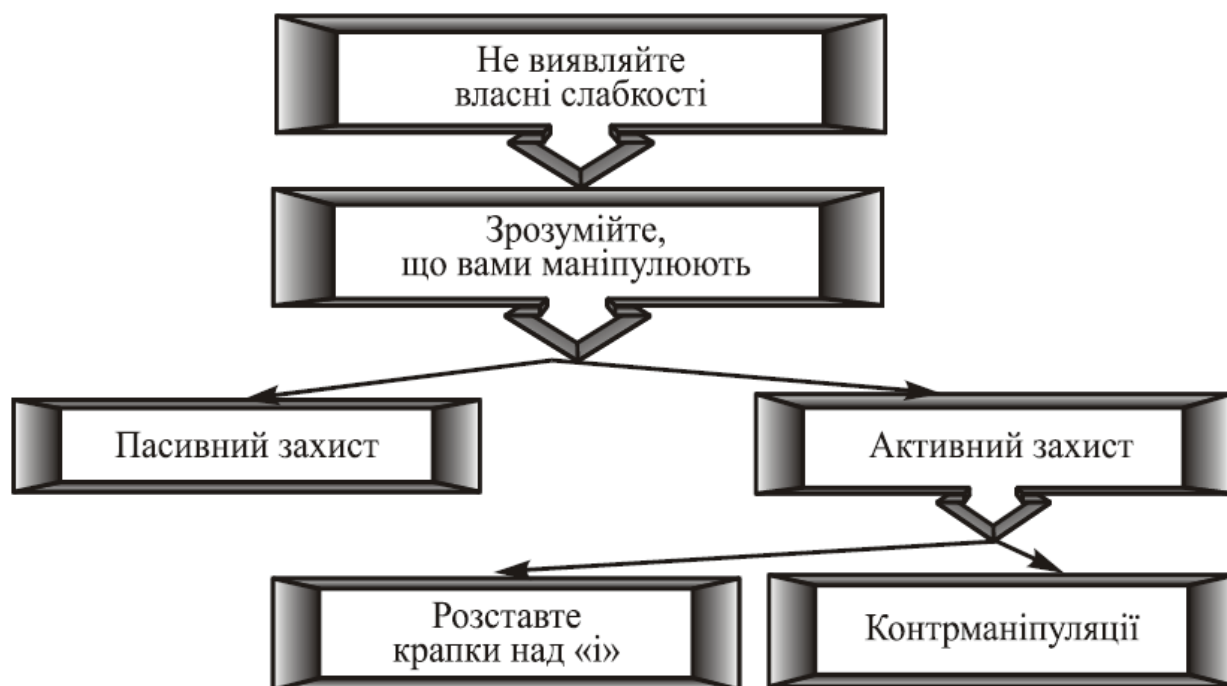 Не виявляйте
власні слабкості
Зрозумійте,
що вами маніпулюють
Пасивний захист
Активний захист
Розставте
крапки над «і»
Контрманіпуляції